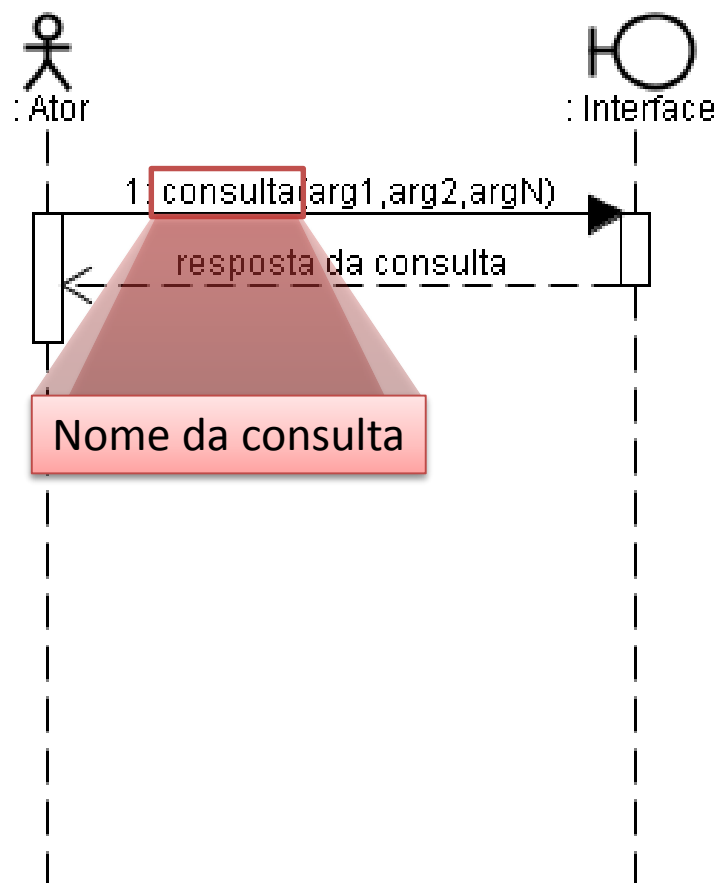 : Ator
: Interface
1: consulta(arg1,arg2,argN)
resposta da consulta
Nome da consulta